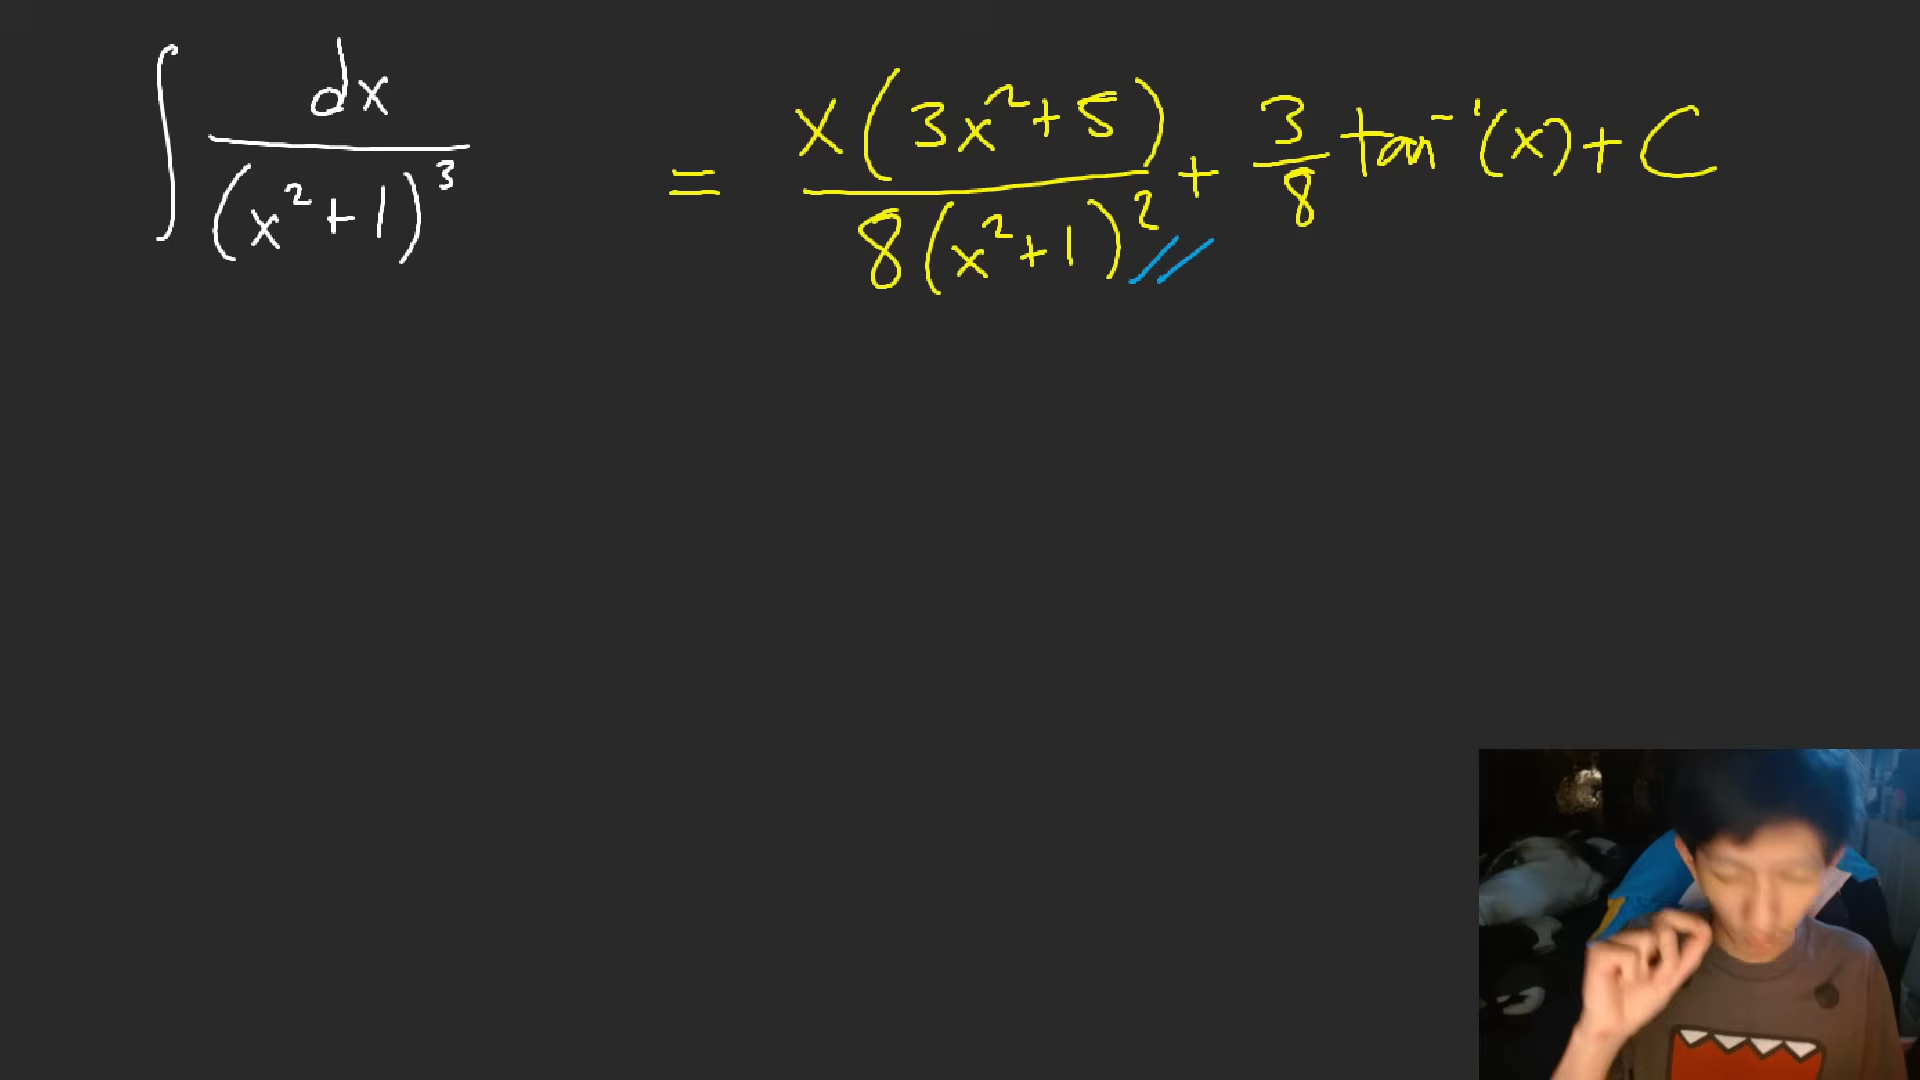 ∫ dx / (x² + 1)³ = x(3x² + 5) / 8(x² + 1)² + 3/8 tan⁻¹(x) + C